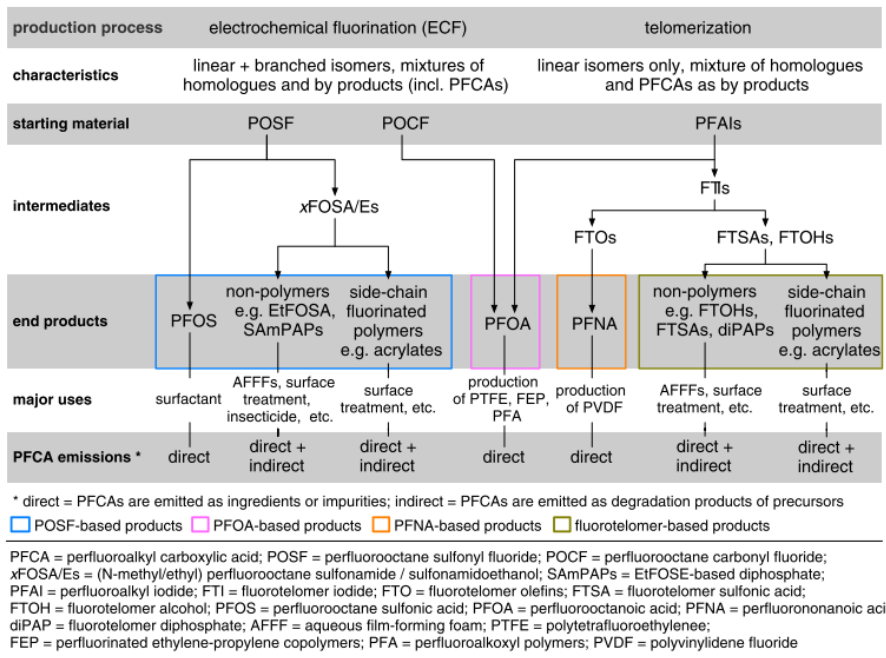 production process electrochemical fluorination (ECF) telomerization
characteristics
linear + branched isomers, mixtures of
homologues and by products (incl. PFCAs)
linear isomers only, mixture of homologues
and PFCAs as by products
starting material POSF POCF PFAIs
intermediates
xFOSA/Es
FTIs
FTOs FTSAs, FTOHs
end products
PFOS
non-polymers
e.g. EtFOSA,
SAmPAPs
side-chain
fluorinated
polymers
e.g. acrylates
PFOA
PFNA
non-polymers
e.g. FTOHs,
FTSAs, diPAPs
side-chain
fluorinated
polymers
e.g. acrylates
major uses
surfactant
AFFFs, surface
treatment,
insecticide, etc.
surface
treatment, etc.
production
of PTFE, FEP,
PFA
production
of PVDF
AFFFs, surface
treatment, etc.
surface
treatment, etc.
PFCA emissions *
direct
direct +
indirect
direct +
indirect
direct
direct
direct +
indirect
direct +
indirect
* direct = PFCAs are emitted as ingredients or impurities; indirect = PFCAs are emitted as degradation products of precursors
POSF-based products PFOA-based products PFNA-based products fluorotelomer-based products
PFCA = perfluoroalkyl carboxylic acid; POSF = perfluorooctane sulfonyl fluoride; POCF = perfluorooctane carbonyl fluoride;
xFOSA/Es = (N-methyl/ethyl) perfluorooctane sulfonamide / sulfonamidoethanol; SAmPAPs = EtFOSE-based diphosphate;
PFAI = perfluoroalkyl iodide; FTI = fluorotelomer iodide; FTO = fluorotelomer olefins; FTSA = fluorotelomer sulfonic acid;
FTOH = fluorotelomer alcohol; PFOS = perfluorooctane sulfonic acid; PFOA = perfluorooctanoic acid; PFNA = perfluorononanoic aci
diPAP = fluorotelomer diphosphate; AFFF = aqueous film-forming foam; PTFE = polytetrafluoroethylenee;
FEP = perfluorinated ethylene-propylene copolymers; PFA = perfluoroalkoxyl polymers; PVDF = polyvinylidene fluoride